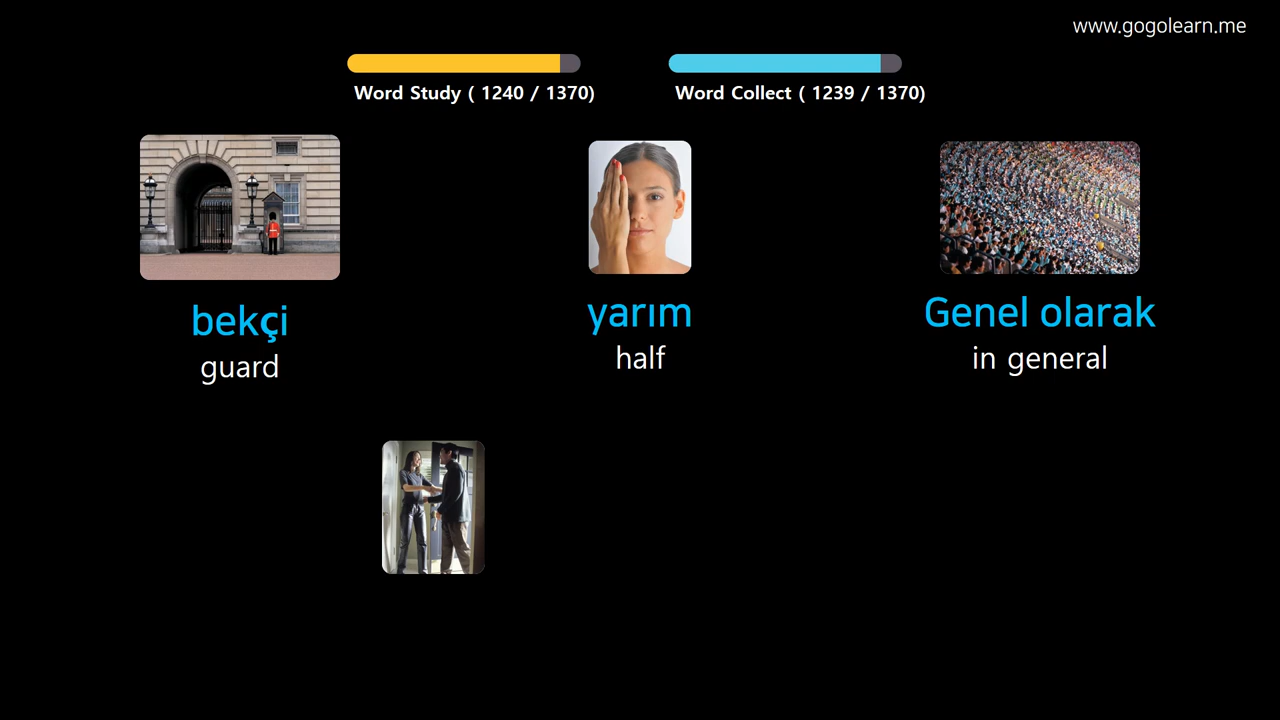 www.gogolearn.me
Word Study ( 1240 / 1370)
Word Collect ( 1239 / 1370)
bekçi
guard
yarım
half
Genel olarak
in general